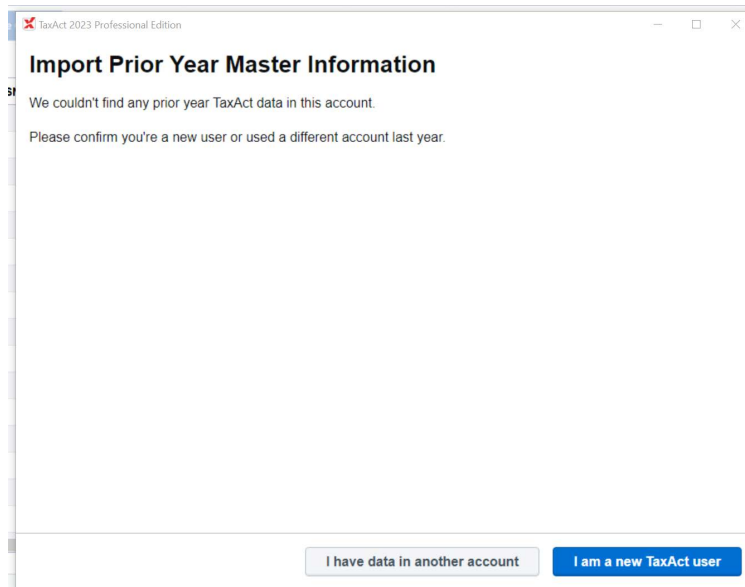 TaxAct 2023 Professional Edition
Import Prior Year Master Information
We couldn't find any prior year TaxAct data in this account.
Please confirm you're a new user or used a different account last year.
I have data in another account
I am a new TaxAct user